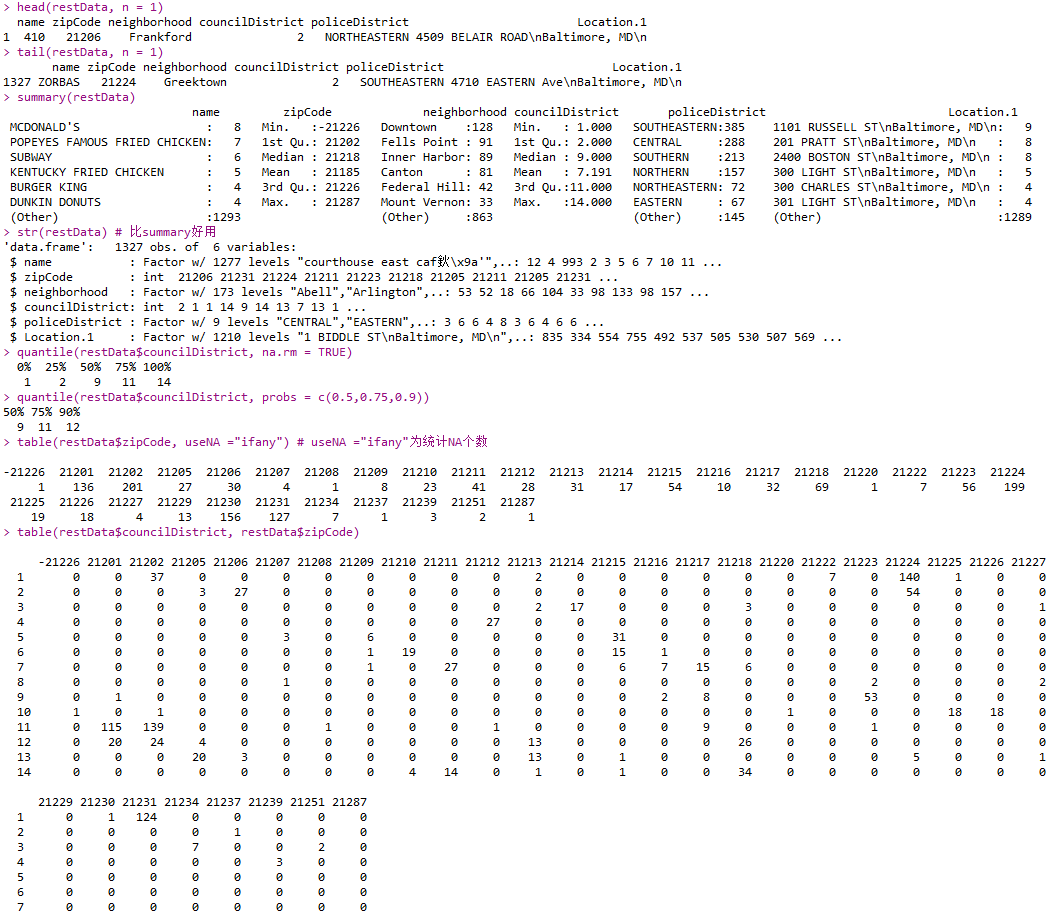 > head(restData, n = 1)
  name zipCode neighborhood councilDistrict policeDistrict                        Location.1
1  410   21206    Frankford               2   NORTHEASTERN 4509 BELAIR ROAD\nBaltimore, MD\n
> tail(restData, n = 1)
       name zipCode neighborhood councilDistrict policeDistrict                        Location.1
1327 ZORBAS   21224    Greektown               2   SOUTHEASTERN 4710 EASTERN Ave\nBaltimore, MD\n
> summary(restData)
                           name         zipCode             neighborhood councilDistrict       policeDistrict                          Location.1
 MCDONALD'S                  :   8   Min.   :-21226   Downtown    :128   Min.   : 1.000   SOUTHEASTERN:385   1101 RUSSELL ST\nBaltimore, MD\n:   9
 POPEYES FAMOUS FRIED CHICKEN:   7   1st Qu.: 21202   Fells Point : 91   1st Qu.: 2.000   CENTRAL     :288   201 PRATT ST\nBaltimore, MD\n   :   8
 SUBWAY                      :   6   Median : 21218   Inner Harbor: 89   Median : 9.000   SOUTHERN    :213   2400 BOSTON ST\nBaltimore, MD\n :   8
 KENTUCKY FRIED CHICKEN      :   5   Mean   : 21185   Canton      : 81   Mean   : 7.191   NORTHERN    :157   300 LIGHT ST\nBaltimore, MD\n   :   5
 BURGER KING                 :   4   3rd Qu.: 21226   Federal Hill: 42   3rd Qu.:11.000   NORTHEASTERN: 72   300 CHARLES ST\nBaltimore, MD\n :   4
 DUNKIN DONUTS               :   4   Max.   : 21287   Mount Vernon: 33   Max.   :14.000   EASTERN     : 67   301 LIGHT ST\nBaltimore, MD\n   :   4
 (Other)                     :1293                    (Other)     :863                    (Other)     :145   (Other)                         :1289
> str(restData) # 比summary好用
'data.frame':   1327 obs. of  6 variables:
 $ name           : Factor w/ 1277 levels "courthouse east caf鈥\x9a'",..: 12 4 993 2 3 5 6 7 10 11 ...
 $ zipCode        : int  21206 21231 21224 21211 21223 21218 21205 21211 21205 21231 ...
 $ neighborhood   : Factor w/ 173 levels "Abell","Arlington",..: 53 52 18 66 104 33 98 133 98 157 ...
 $ councilDistrict: int  2 1 1 14 9 14 13 7 13 1 ...
 $ policeDistrict : Factor w/ 9 levels "CENTRAL","EASTERN",..: 3 6 6 4 8 3 6 4 6 6 ...
 $ Location.1     : Factor w/ 1210 levels "1 BIDDLE ST\nBaltimore, MD\n",..: 835 334 554 755 492 537 505 530 507 569 ...
> quantile(restData$councilDistrict, na.rm = TRUE)
  0%  25%  50%  75% 100%
   1    2    9   11   14
> quantile(restData$councilDistrict, probs = c(0.5,0.75,0.9))
50% 75% 90%
  9  11  12
> table(restData$zipCode, useNA ="ifany") # useNA ="ifany"为统计NA个数
-21226  21201  21202  21205  21206  21207  21208  21209  21210  21211  21212  21213  21214  21215  21216  21217  21218  21220  21222  21223  21224
     1    136    201     27     30      4      1      8     23     41     28     31     17     54     10     32     69      1      7     56    199
 21225  21226  21227  21229  21230  21231  21234  21237  21239  21251  21287
    19     18      4     13    156    127      7      1      3      2      1
> table(restData$councilDistrict, restData$zipCode)
     -21226 21201 21202 21205 21206 21207 21208 21209 21210 21211 21212 21213 21214 21215 21216 21217 21218 21220 21222 21223 21224 21225 21226 21227
  1       0     0    37     0     0     0     0     0     0     0     0     2     0     0     0     0     0     0     7     0   140     1     0     0
  2       0     0     0     3    27     0     0     0     0     0     0     0     0     0     0     0     0     0     0     0    54     0     0     0
  3       0     0     0     0     0     0     0     0     0     0     0     2    17     0     0     0     3     0     0     0     0     0     0     1
  4       0     0     0     0     0     0     0     0     0     0    27     0     0     0     0     0     0     0     0     0     0     0     0     0
  5       0     0     0     0     0     3     0     6     0     0     0     0     0    31     0     0     0     0     0     0     0     0     0     0
  6       0     0     0     0     0     0     0     1    19     0     0     0     0    15     1     0     0     0     0     0     0     0     0     0
  7       0     0     0     0     0     0     0     1     0    27     0     0     0     6     7    15     6     0     0     0     0     0     0     0
  8       0     0     0     0     0     1     0     0     0     0     0     0     0     0     0     0     0     0     0     2     0     0     0     2
  9       0     1     0     0     0     0     0     0     0     0     0     0     0     0     2     8     0     0     0    53     0     0     0     0
  10      1     0     1     0     0     0     0     0     0     0     0     0     0     0     0     0     0     1     0     0     0    18    18     0
  11      0   115   139     0     0     0     1     0     0     0     1     0     0     0     0     9     0     0     0     1     0     0     0     0
  12      0    20    24     4     0     0     0     0     0     0     0    13     0     0     0     0    26     0     0     0     0     0     0     0
  13      0     0     0    20     3     0     0     0     0     0     0    13     0     1     0     0     0     0     0     0     5     0     0     1
  14      0     0     0     0     0     0     0     0     4    14     0     1     0     1     0     0    34     0     0     0     0     0     0     0
     21229 21230 21231 21234 21237 21239 21251 21287
  1      0     1   124     0     0     0     0     0
  2      0     0     0     0     1     0     0     0
  3      0     0     0     7     0     0     2     0
  4      0     0     0     0     0     3     0     0
  5      0     0     0     0     0     0     0     0
  6      0     0     0     0     0     0     0     0
  7      0     0     0     0     0     0     0     0